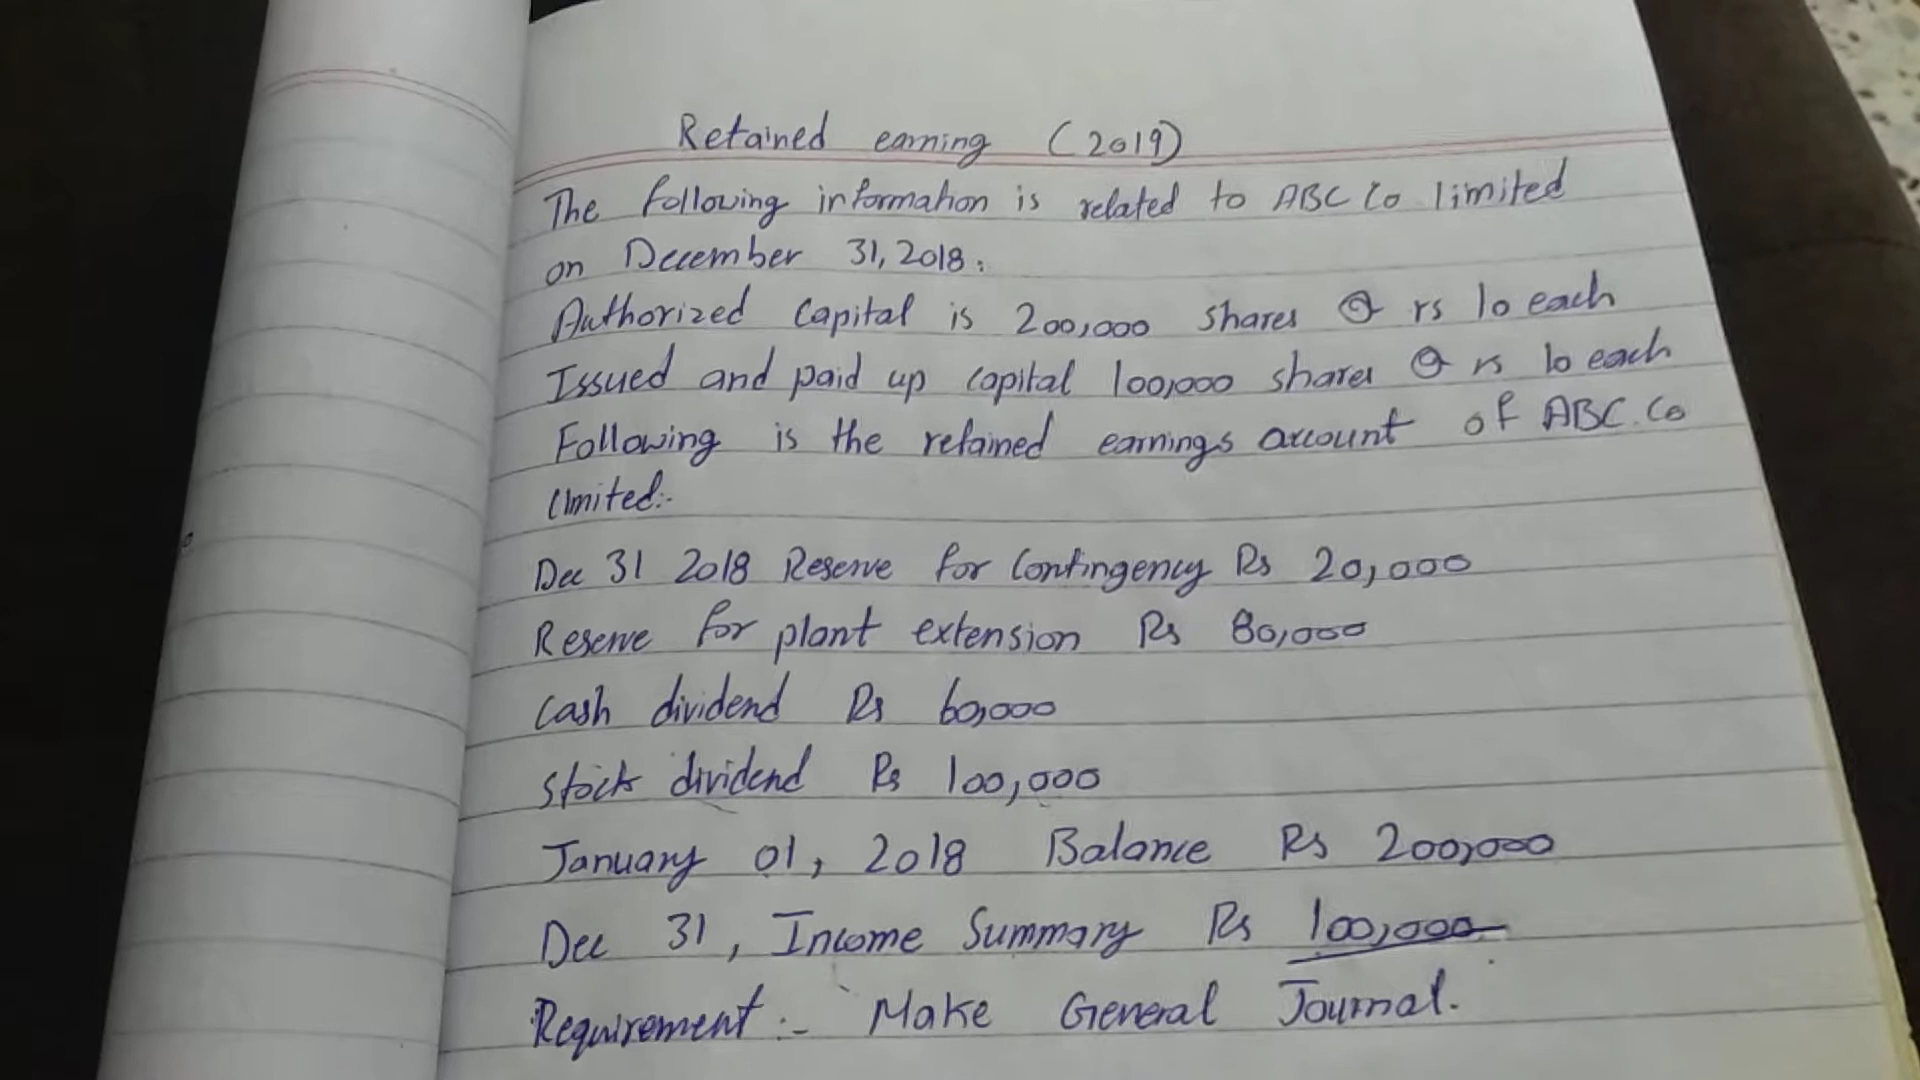 Retained earning (2019)
The following information is related to ABC Co limited
on December 31, 2018:
Authorized Capital is 200,000 shares @ rs 10 each
Issued and paid up capital 100,000 shares @ rs 10 each
Following is the retained earnings account of ABC Co
limited:-
Dec 31 2018 Reserve for Contingency Rs 20,000
Reserve for plant extension Rs 80,000
Cash dividend Rs 60,000
Stock dividend Rs 100,000
January 01, 2018 Balance Rs 200,000
Dec 31, Income Summary Rs 100,000
Requirement:- Make General Journal.